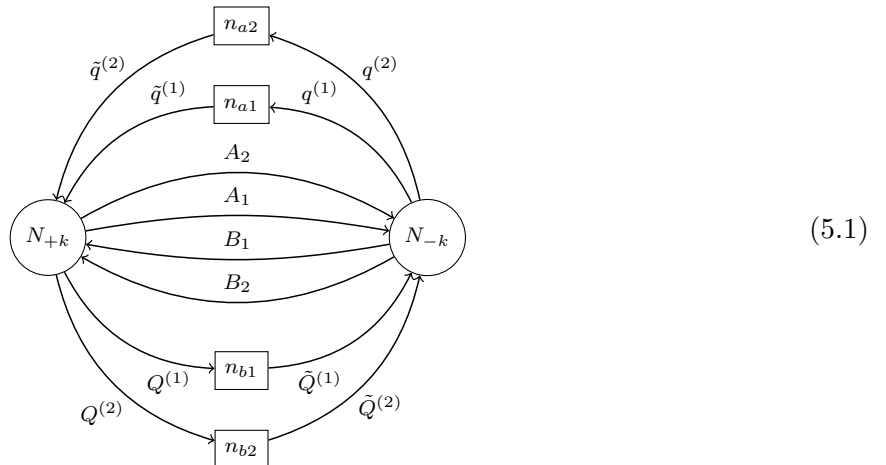 n_{a2}
\tilde{q}^{(2)} q^{(2)}
\tilde{q}^{(1)} q^{(1)}
n_{a1}
A_2
A_1
N_{+k} N_{-k} (5.1)
B_1
B_2
n_{b1}
Q^{(1)} \tilde{Q}^{(1)}
Q^{(2)} \tilde{Q}^{(2)}
n_{b2}